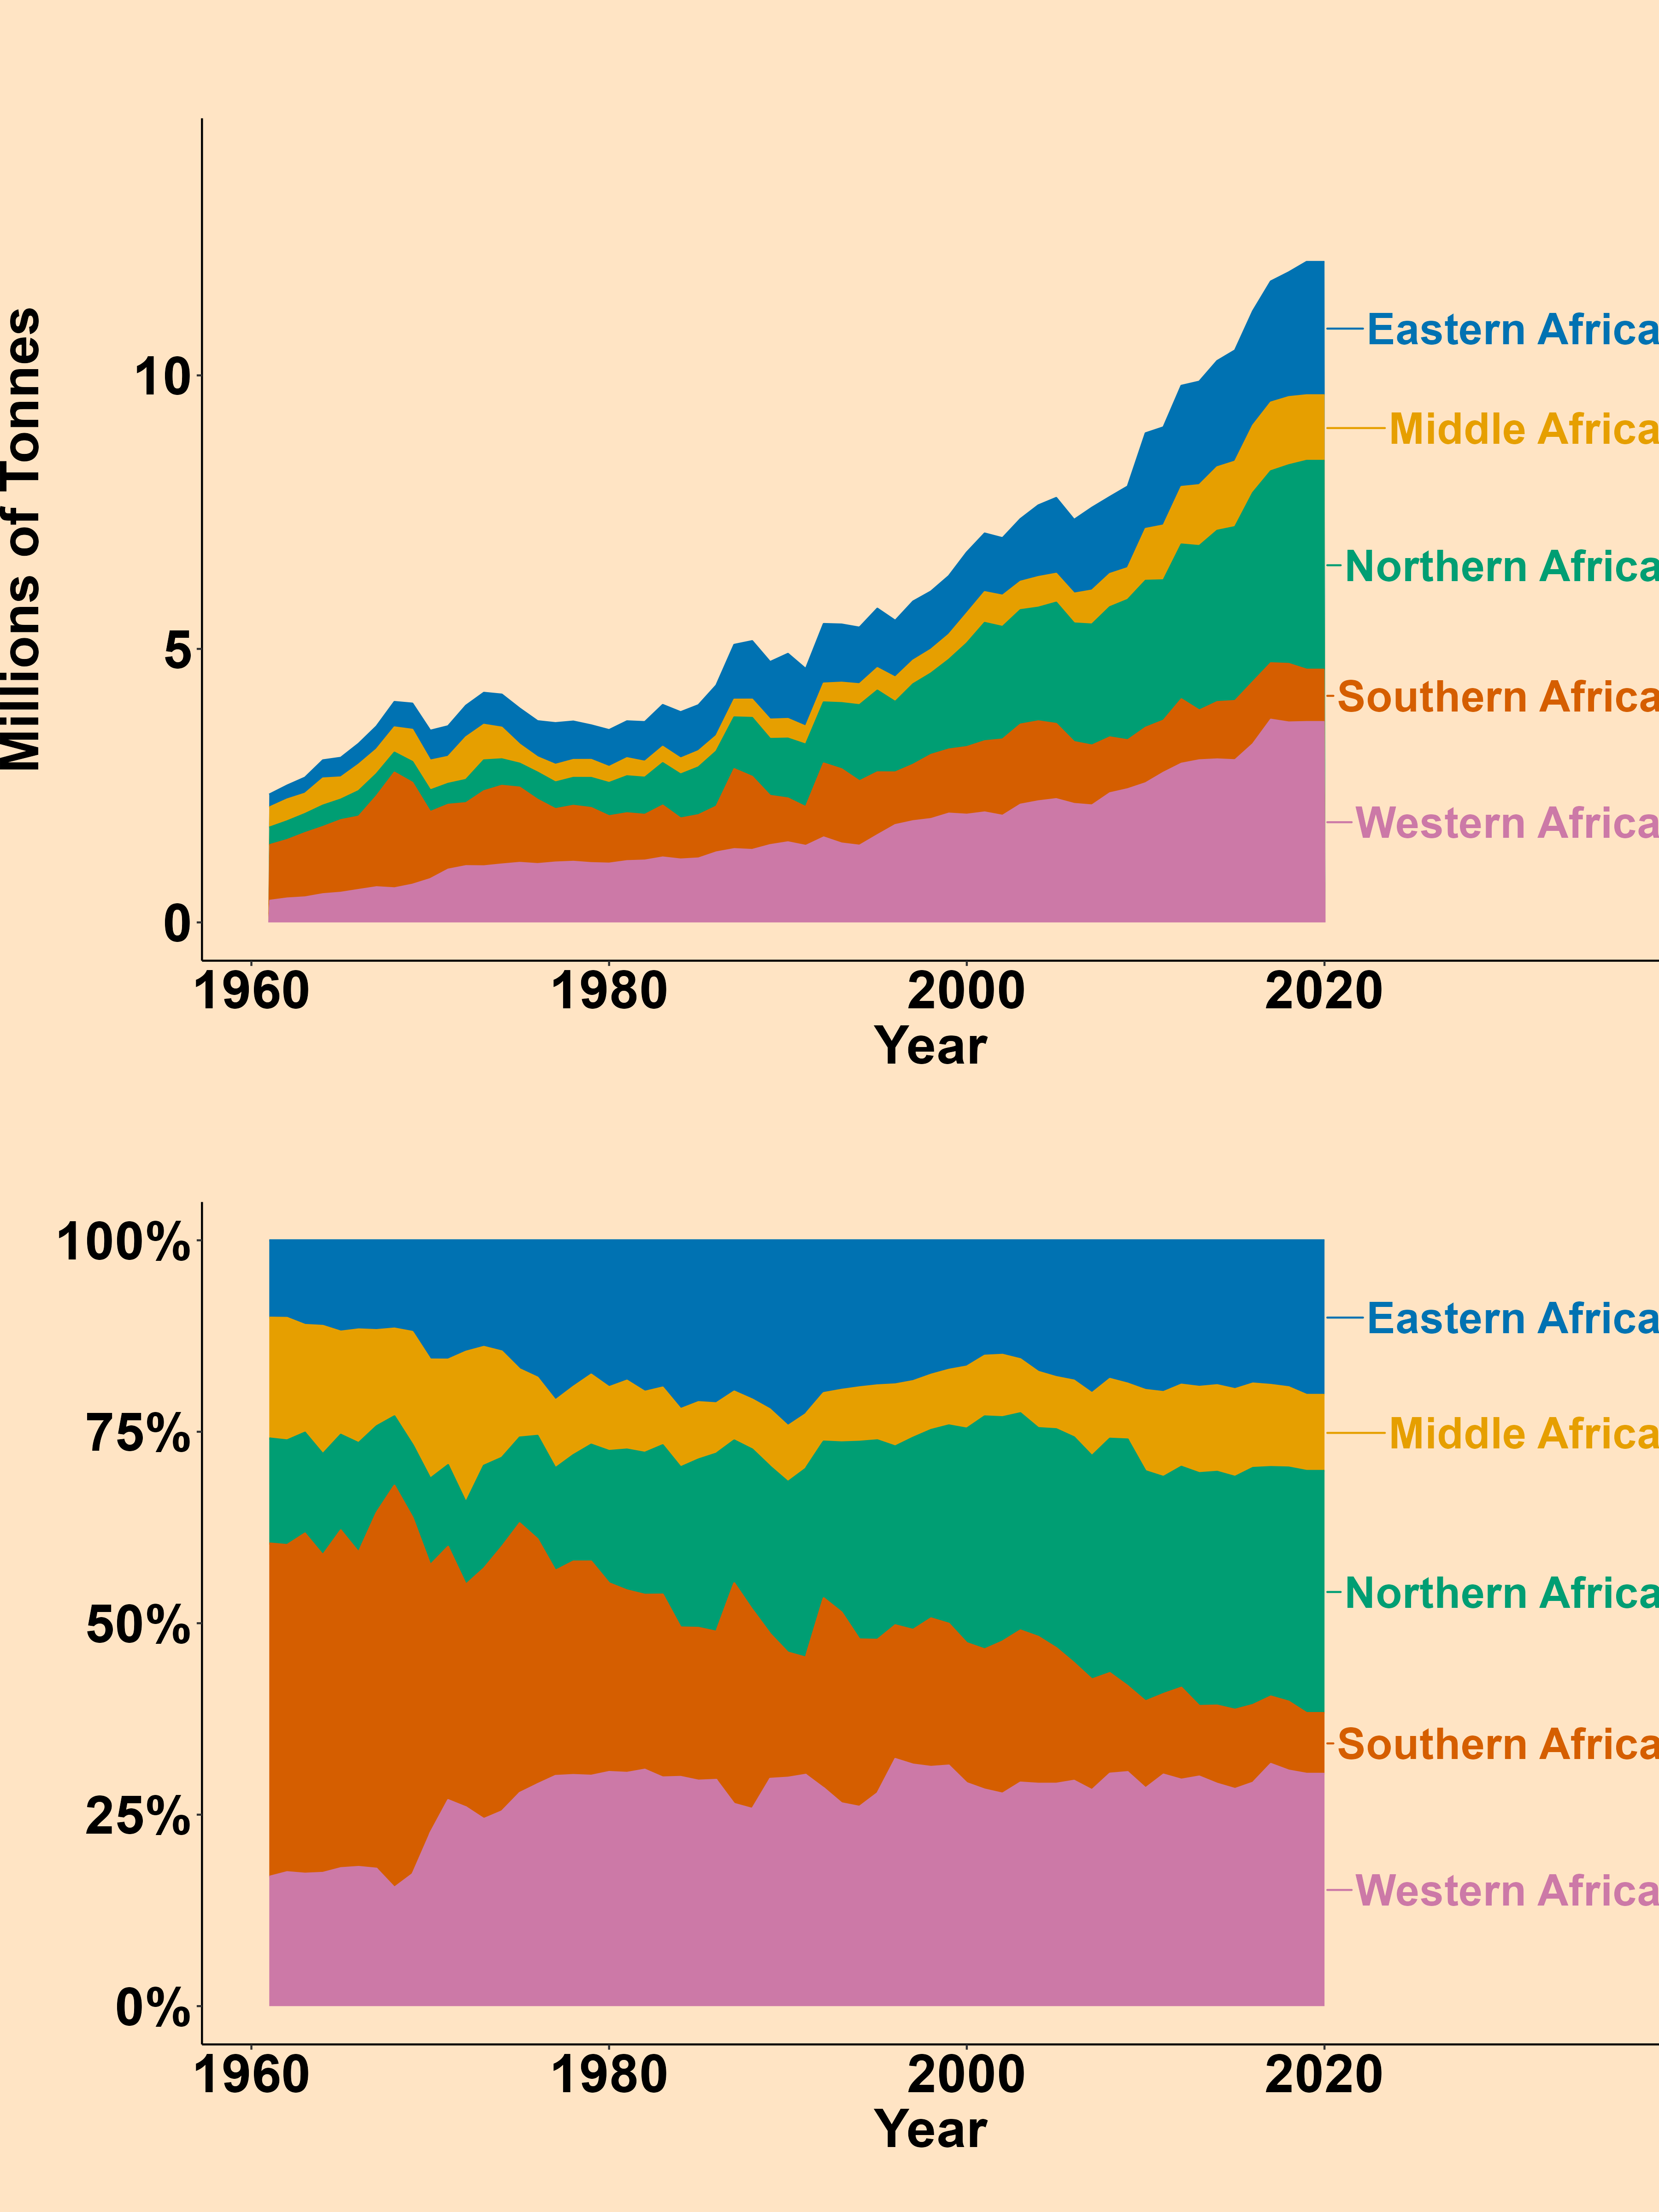 Millions of Tonnes
10
5
0
1960 1980 2000 2020
Year
Eastern Africa
Middle Africa
Northern Africa
Southern Africa
Western Africa
100%
75%
50%
25%
0%
1960 1980 2000 2020
Year
Eastern Africa
Middle Africa
Northern Africa
Southern Africa
Western Africa